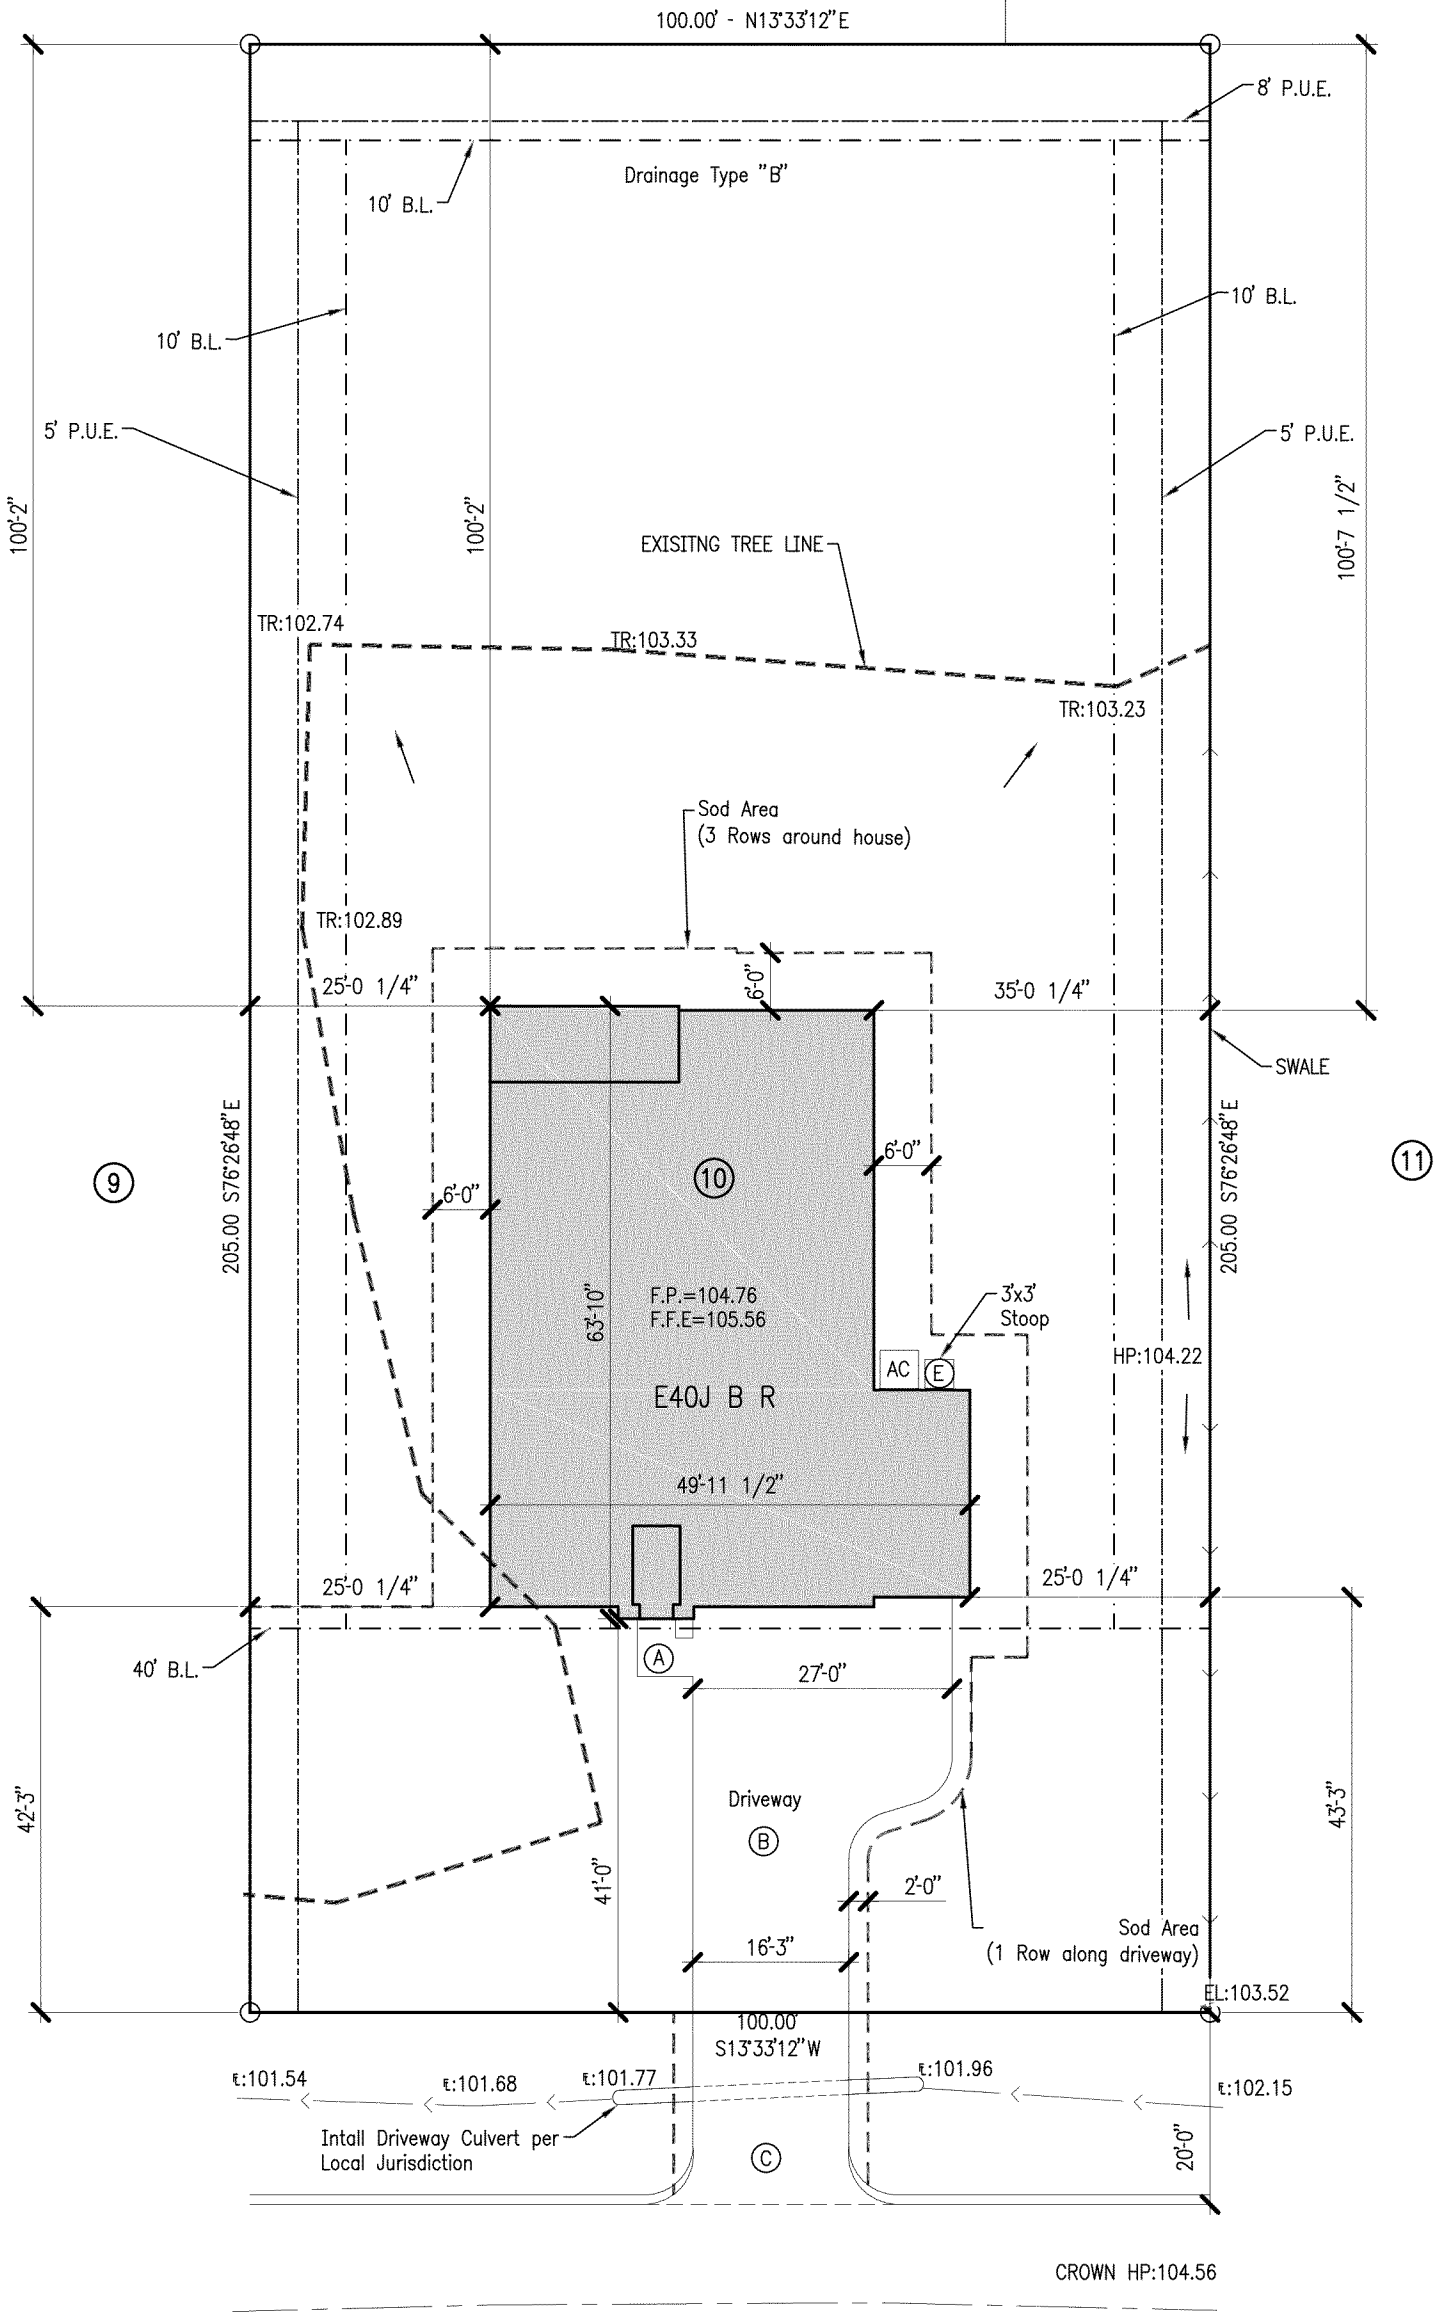 100.00' - N13°33'12"E
8' P.U.E.
Drainage Type "B"
10' B.L.
10' B.L.
10' B.L.
5' P.U.E.
5' P.U.E.
100'-2"
100'-2"
100'-7 1/2"
EXISITNG TREE LINE
TR:102.74
TR:103.33
TR:103.23
Sod Area
(3 Rows around house)
TR:102.89
25'-0 1/4"
6'-0"
35'-0 1/4"
SWALE
205.00 S76°26'48"E
205.00 S76°26'48"E
9
10
11
6'-0"
6'-0"
63'-10"
F.P.=104.76
F.F.E=105.56
3'x3'
Stoop
HP:104.22
AC
E
E40J B R
49'-11 1/2"
25'-0 1/4"
25'-0 1/4"
40' B.L.
A
27'-0"
42'-3"
43'-3"
Driveway
B
41'-0"
2'-0"
16'-3"
Sod Area
(1 Row along driveway)
EL:103.52
100.00'
S13°33'12"W
℄:101.54
℄:101.68
℄:101.77
℄:101.96
℄:102.15
Intall Driveway Culvert per
Local Jurisdiction
C
20'-0"
CROWN HP:104.56